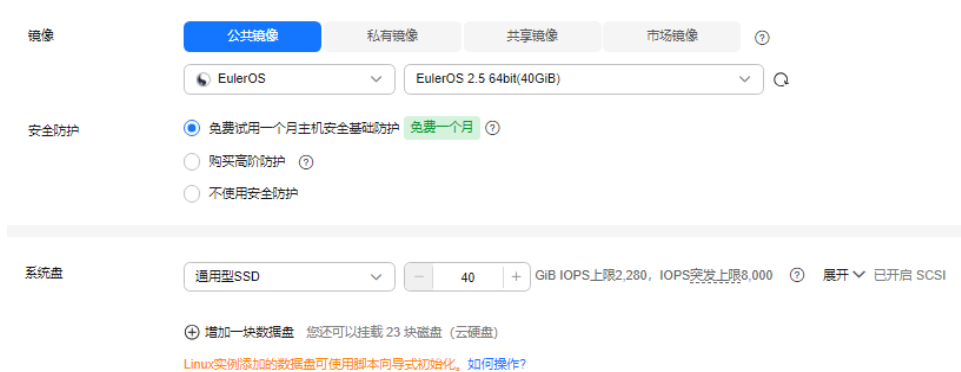 镜像 公共镜像 私有镜像 共享镜像 市场镜像
EulerOS EulerOS 2.5 64bit(40GiB)
安全防护 免费试用一个月主机安全基础防护 免费一个月
购买高阶防护
不使用安全防护
系统盘 通用型SSD − 40 + GiB IOPS上限2,280，IOPS突发上限8,000 展开 已开启 SCSI
增加一块数据盘 您还可以挂载 23 块磁盘（云硬盘）
Linux实例添加的数据盘可使用脚本向导式初始化。如何操作?